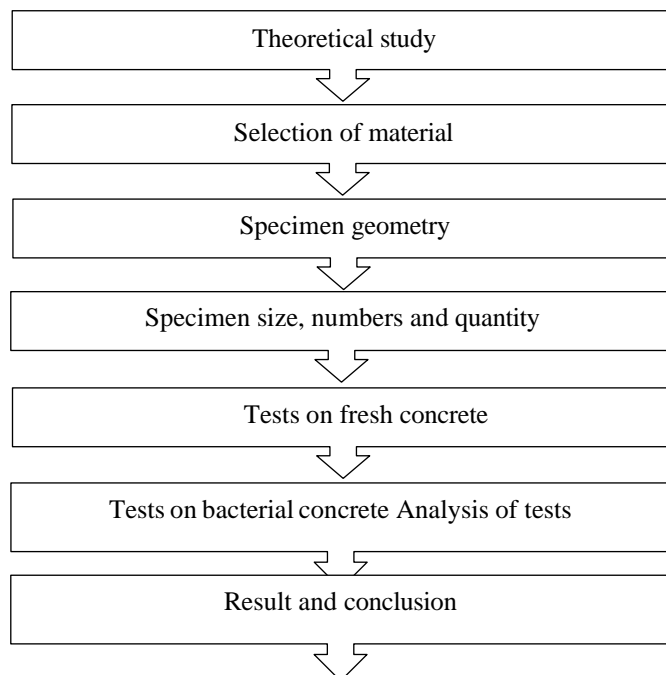 Theoretical study
Selection of material
Specimen geometry
Specimen size, numbers and quantity
Tests on fresh concrete
Tests on bacterial concrete Analysis of tests
Result and conclusion